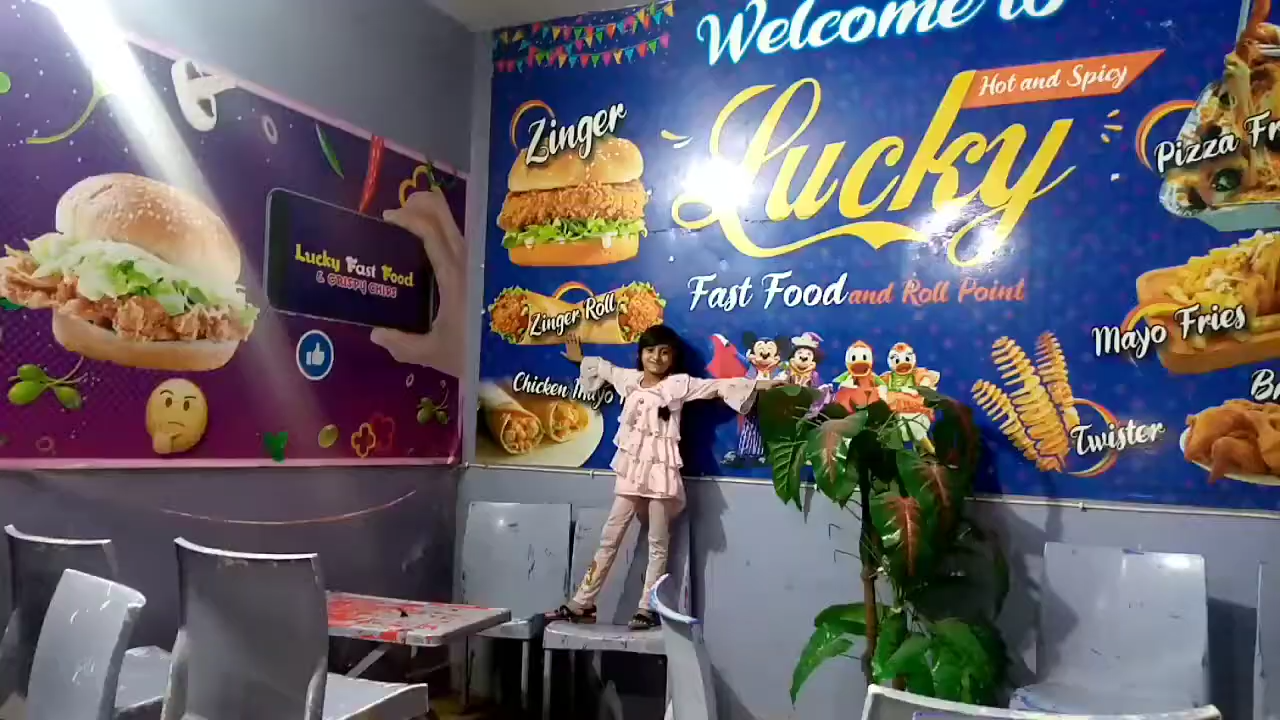 Welcome to
Lucky
Hot and Spicy
Fast Food and Roll Point
Zinger
Zinger Roll
Chicken Mayo
Pizza
Mayo Fries
Twister
Lucky Fast Food
& CRISPY CHIPS